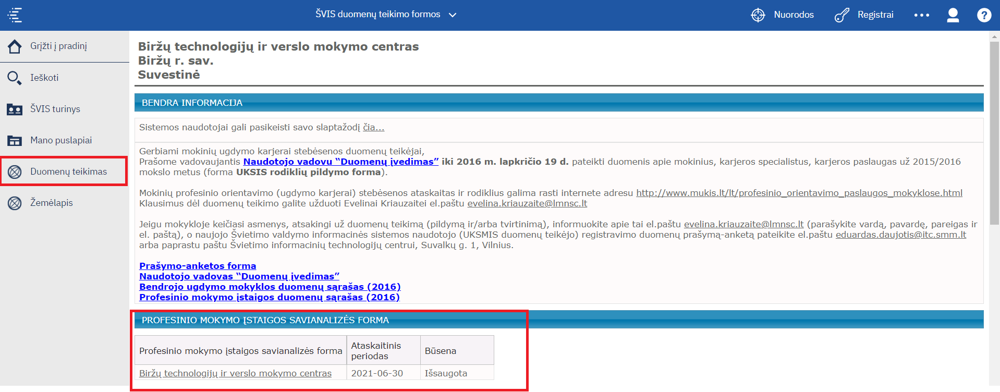 ŠVIS duomenų teikimo formos
Nuorodos
Registrai
?
Grįžti į pradinį
Ieškoti
ŠVIS turinys
Mano puslapiai
Duomenų teikimas
Žemėlapis
Biržų technologijų ir verslo mokymo centras
Biržų r. sav.
Suvestinė
BENDRA INFORMACIJA
Sistemos naudotojai gali pasikeisti savo slaptažodį čia...
Gerbiami mokinių ugdymo karjerai stebėsenos duomenų teikėjai,
Prašome vadovaujantis Naudotojo vadovu “Duomenų įvedimas” iki 2016 m. lapkričio 19 d. pateikti duomenis apie mokinius, karjeros specialistus, karjeros paslaugas už 2015/2016
mokslo metus (forma UKSIS rodiklių pildymo forma).
Mokinių profesinio orientavimo (ugdymo karjerai) stebėsenos ataskaitas ir rodiklius galima rasti internete adresu http://www.mukis.lt/lt/profesinio_orientavimo_paslaugos_mokyklose.html
Klausimus dėl duomenų teikimo galite užduoti Evelinai Kriauzaitei el.paštu evelina.kriauzaite@lmnsc.lt
Jeigu mokykloje keičiasi asmenys, atsakingi už duomenų teikimą (pildymą ir/arba tvirtinimą), informuokite apie tai el.paštu evelina.kriauzaite@lmnsc.lt (parašykite vardą, pavardę, pareigas ir
el. paštą), o naujojo Švietimo valdymo informacinės sistemos naudotojo (UKSMIS duomenų teikėjo) registravimo duomenų prašymą-anketą pateikite el.paštu eduardas.daujotis@itc.smm.lt
arba paprastu paštu Švietimo informacinių technologijų centrui, Suvalkų g. 1, Vilnius.
Prašymo-anketos forma
Naudotojo vadovas “Duomenų įvedimas”
Bendrojo ugdymo mokyklos duomenų sąrašas (2016)
Profesinio mokymo įstaigos duomenų sąrašas (2016)
PROFESINIO MOKYMO ĮSTAIGOS SAVIANALIZĖS FORMA
Profesinio mokymo įstaigos savianalizės forma
Ataskaitinis
periodas
Būsena
Biržų technologijų ir verslo mokymo centras
2021-06-30
Išsaugota